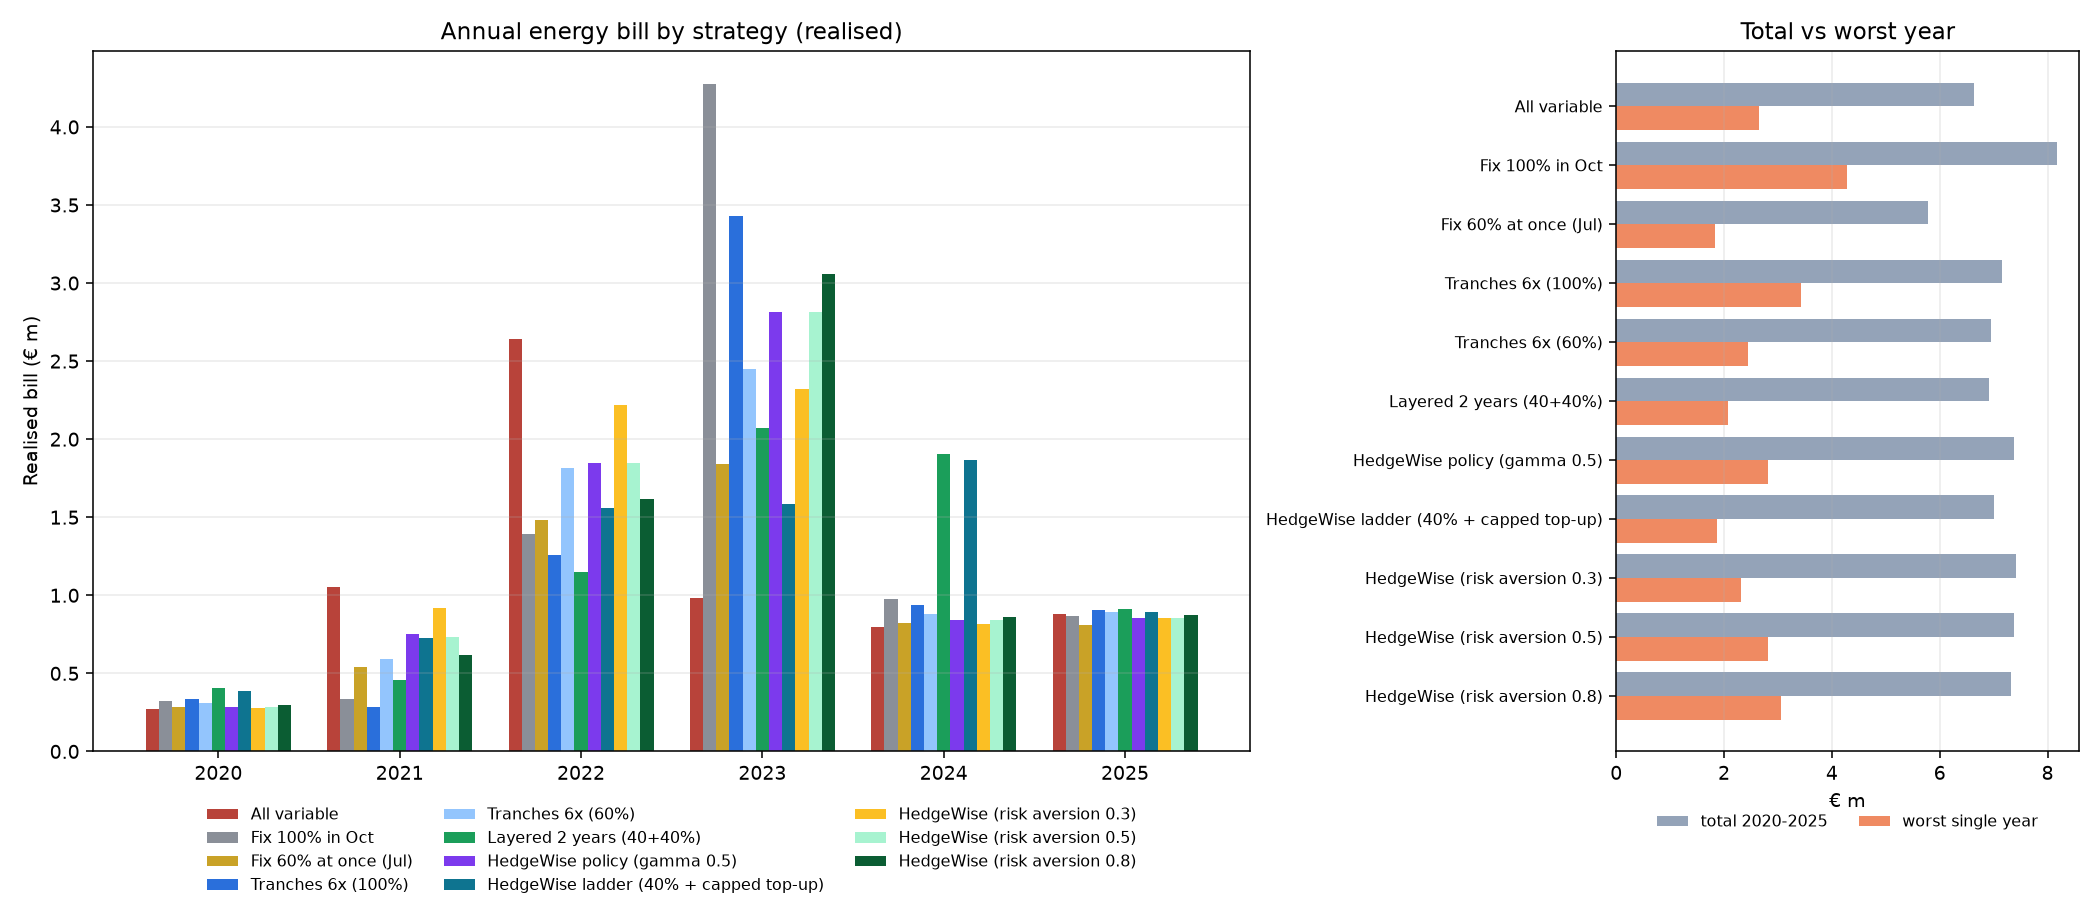 Annual energy bill by strategy (realised)
Realised bill (€ m)
4.0
3.5
3.0
2.5
2.0
1.5
1.0
0.5
0.0
2020 2021 2022 2023 2024 2025
All variable
Fix 100% in Oct
Fix 60% at once (Jul)
Tranches 6x (100%)
Tranches 6x (60%)
Layered 2 years (40+40%)
HedgeWise policy (gamma 0.5)
HedgeWise ladder (40% + capped top-up)
HedgeWise (risk aversion 0.3)
HedgeWise (risk aversion 0.5)
HedgeWise (risk aversion 0.8)
Total vs worst year
All variable
Fix 100% in Oct
Fix 60% at once (Jul)
Tranches 6x (100%)
Tranches 6x (60%)
Layered 2 years (40+40%)
HedgeWise policy (gamma 0.5)
HedgeWise ladder (40% + capped top-up)
HedgeWise (risk aversion 0.3)
HedgeWise (risk aversion 0.5)
HedgeWise (risk aversion 0.8)
0 2 4 6 8
€ m
total 2020-2025 worst single year